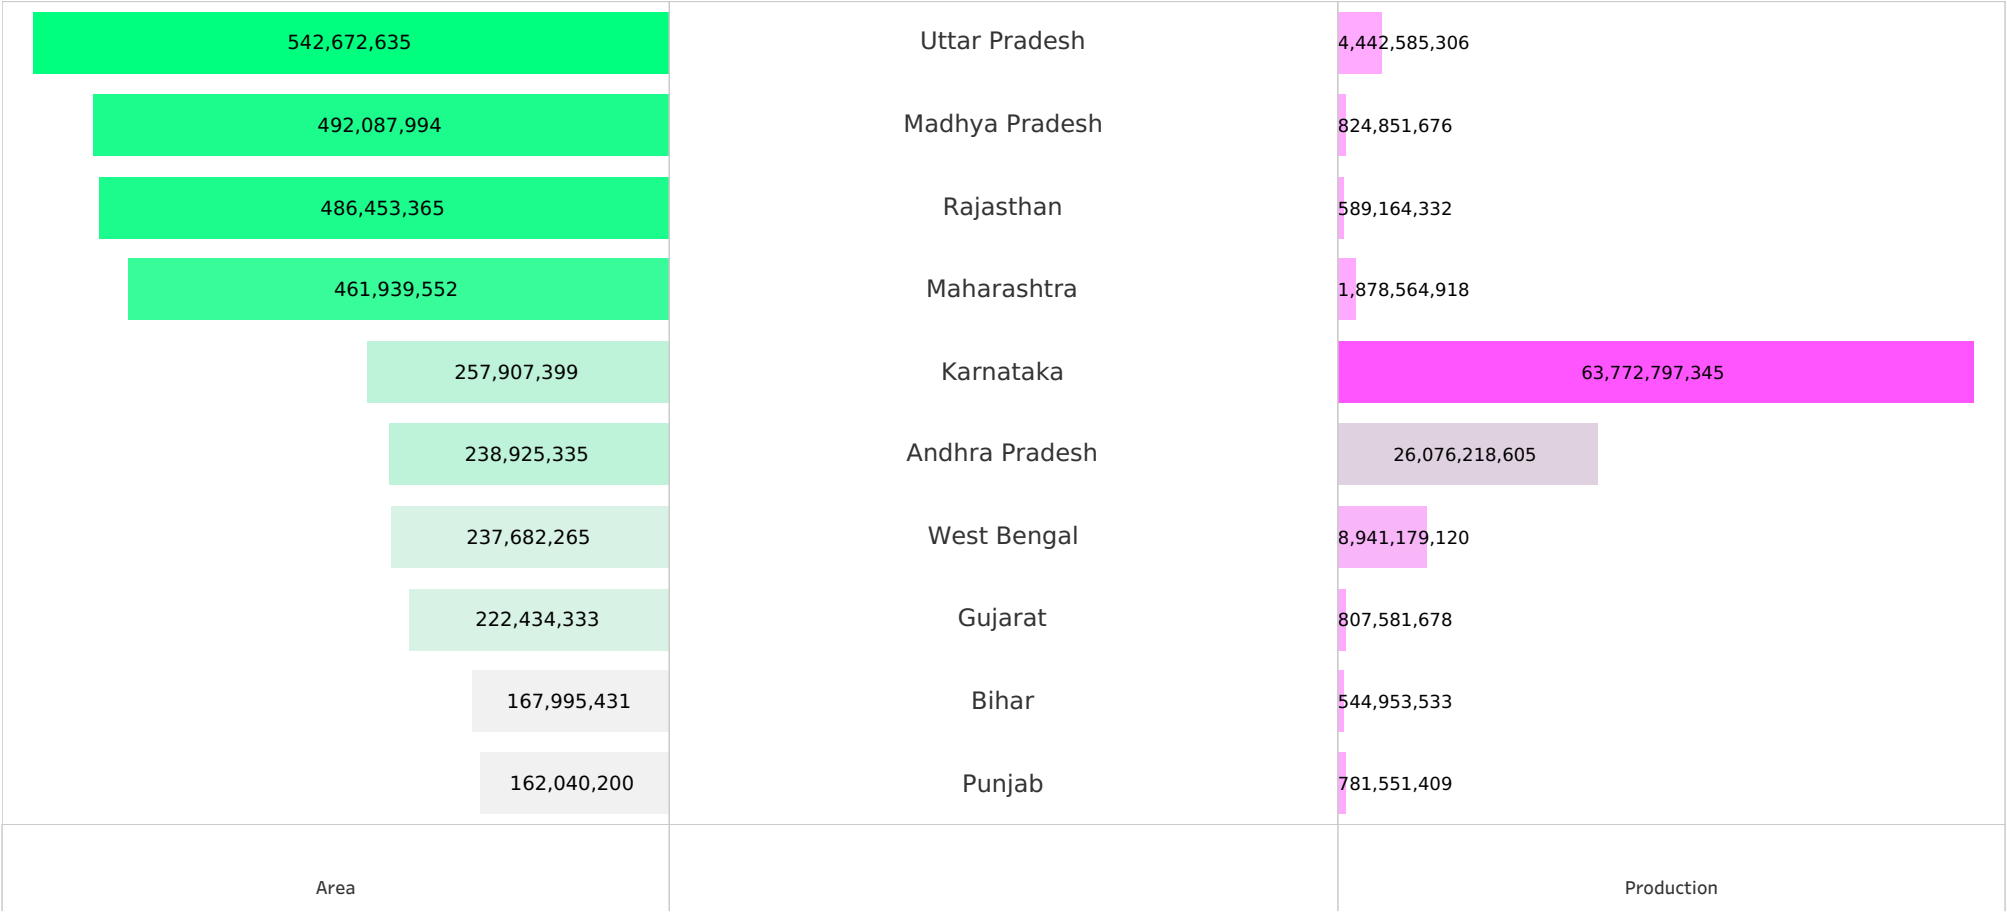 542,672,635 Uttar Pradesh 4,442,585,306
492,087,994 Madhya Pradesh 824,851,676
486,453,365 Rajasthan 589,164,332
461,939,552 Maharashtra 1,878,564,918
257,907,399 Karnataka 63,772,797,345
238,925,335 Andhra Pradesh 26,076,218,605
237,682,265 West Bengal 8,941,179,120
222,434,333 Gujarat 807,581,678
167,995,431 Bihar 544,953,533
162,040,200 Punjab 781,551,409
Area Production